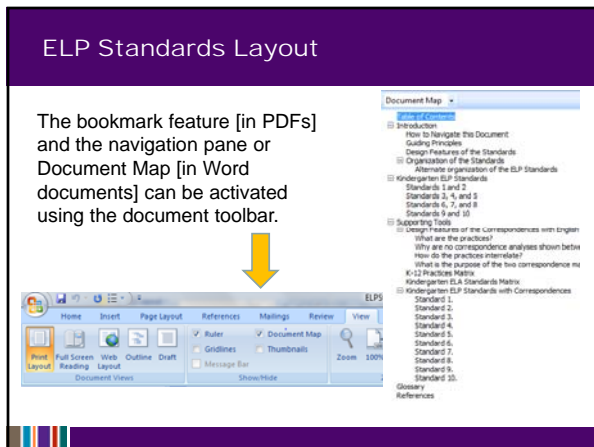 ELP Standards Layout
The bookmark feature [in PDFs]
and the navigation pane or
Document Map [in Word
documents] can be activated
using the document toolbar.
Document Map
Table of Contents
Introduction
How to Navigate this Document
Guiding Principles
Design Features of the Standards
Organization of the Standards
Alternate organization of the ELP Standards
Kindergarten ELP Standards
Standards 1 and 2
Standards 3, 4, and 5
Standards 6, 7, and 8
Standards 9 and 10
Supporting Tools
Design Features of the Correspondences with English
What are the practices?
Why are no correspondence analyses shown betwe
How do the practices interrelate?
What is the purpose of the two correspondence ma
K-12 Practices Matrix
Kindergarten ELA Standards Matrix
Kindergarten ELP Standards with Correspondences
Standard 1.
Standard 2.
Standard 3.
Standard 4.
Standard 5.
Standard 6.
Standard 7.
Standard 8.
Standard 9.
Standard 10.
Glossary
References
ELPS
Home Insert Page Layout References Mailings Review View
Print Layout Full Screen Reading Web Layout Outline Draft
Ruler Document Map
Gridlines Thumbnails
Message Bar
Zoom 100%
Document Views Show/Hide